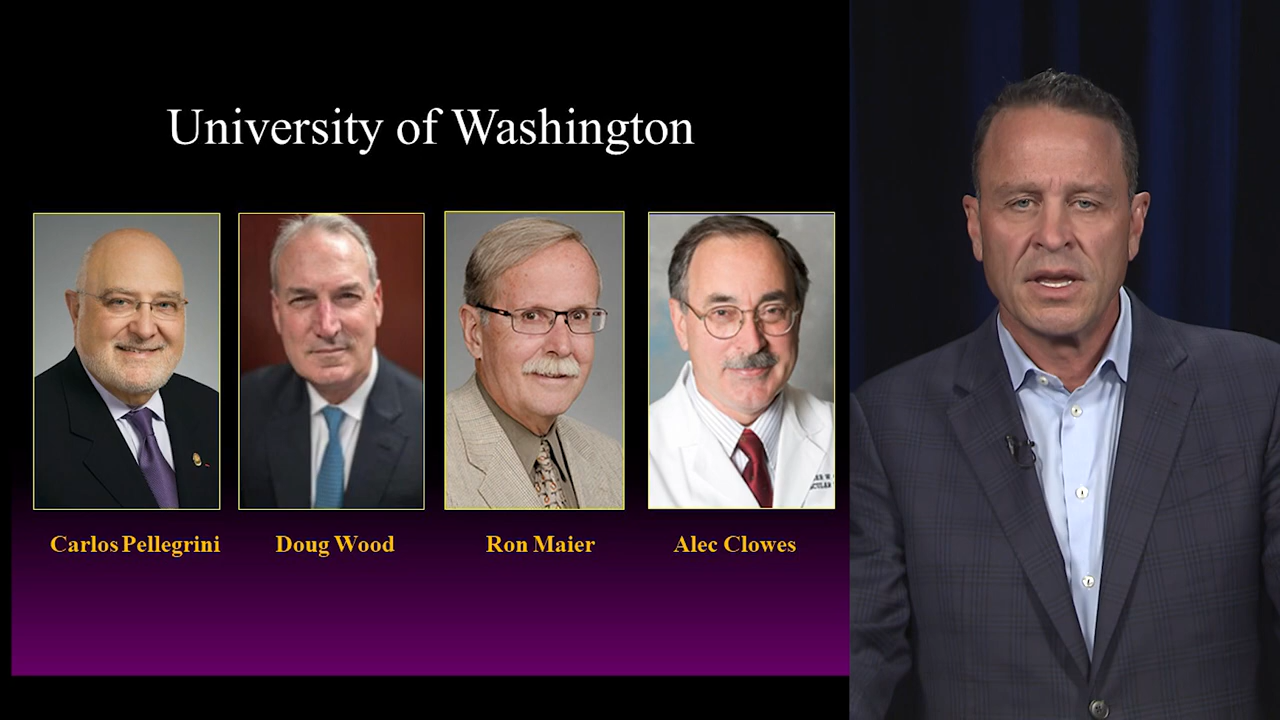 University of Washington
Carlos Pellegrini
Doug Wood
Ron Maier
Alec Clowes